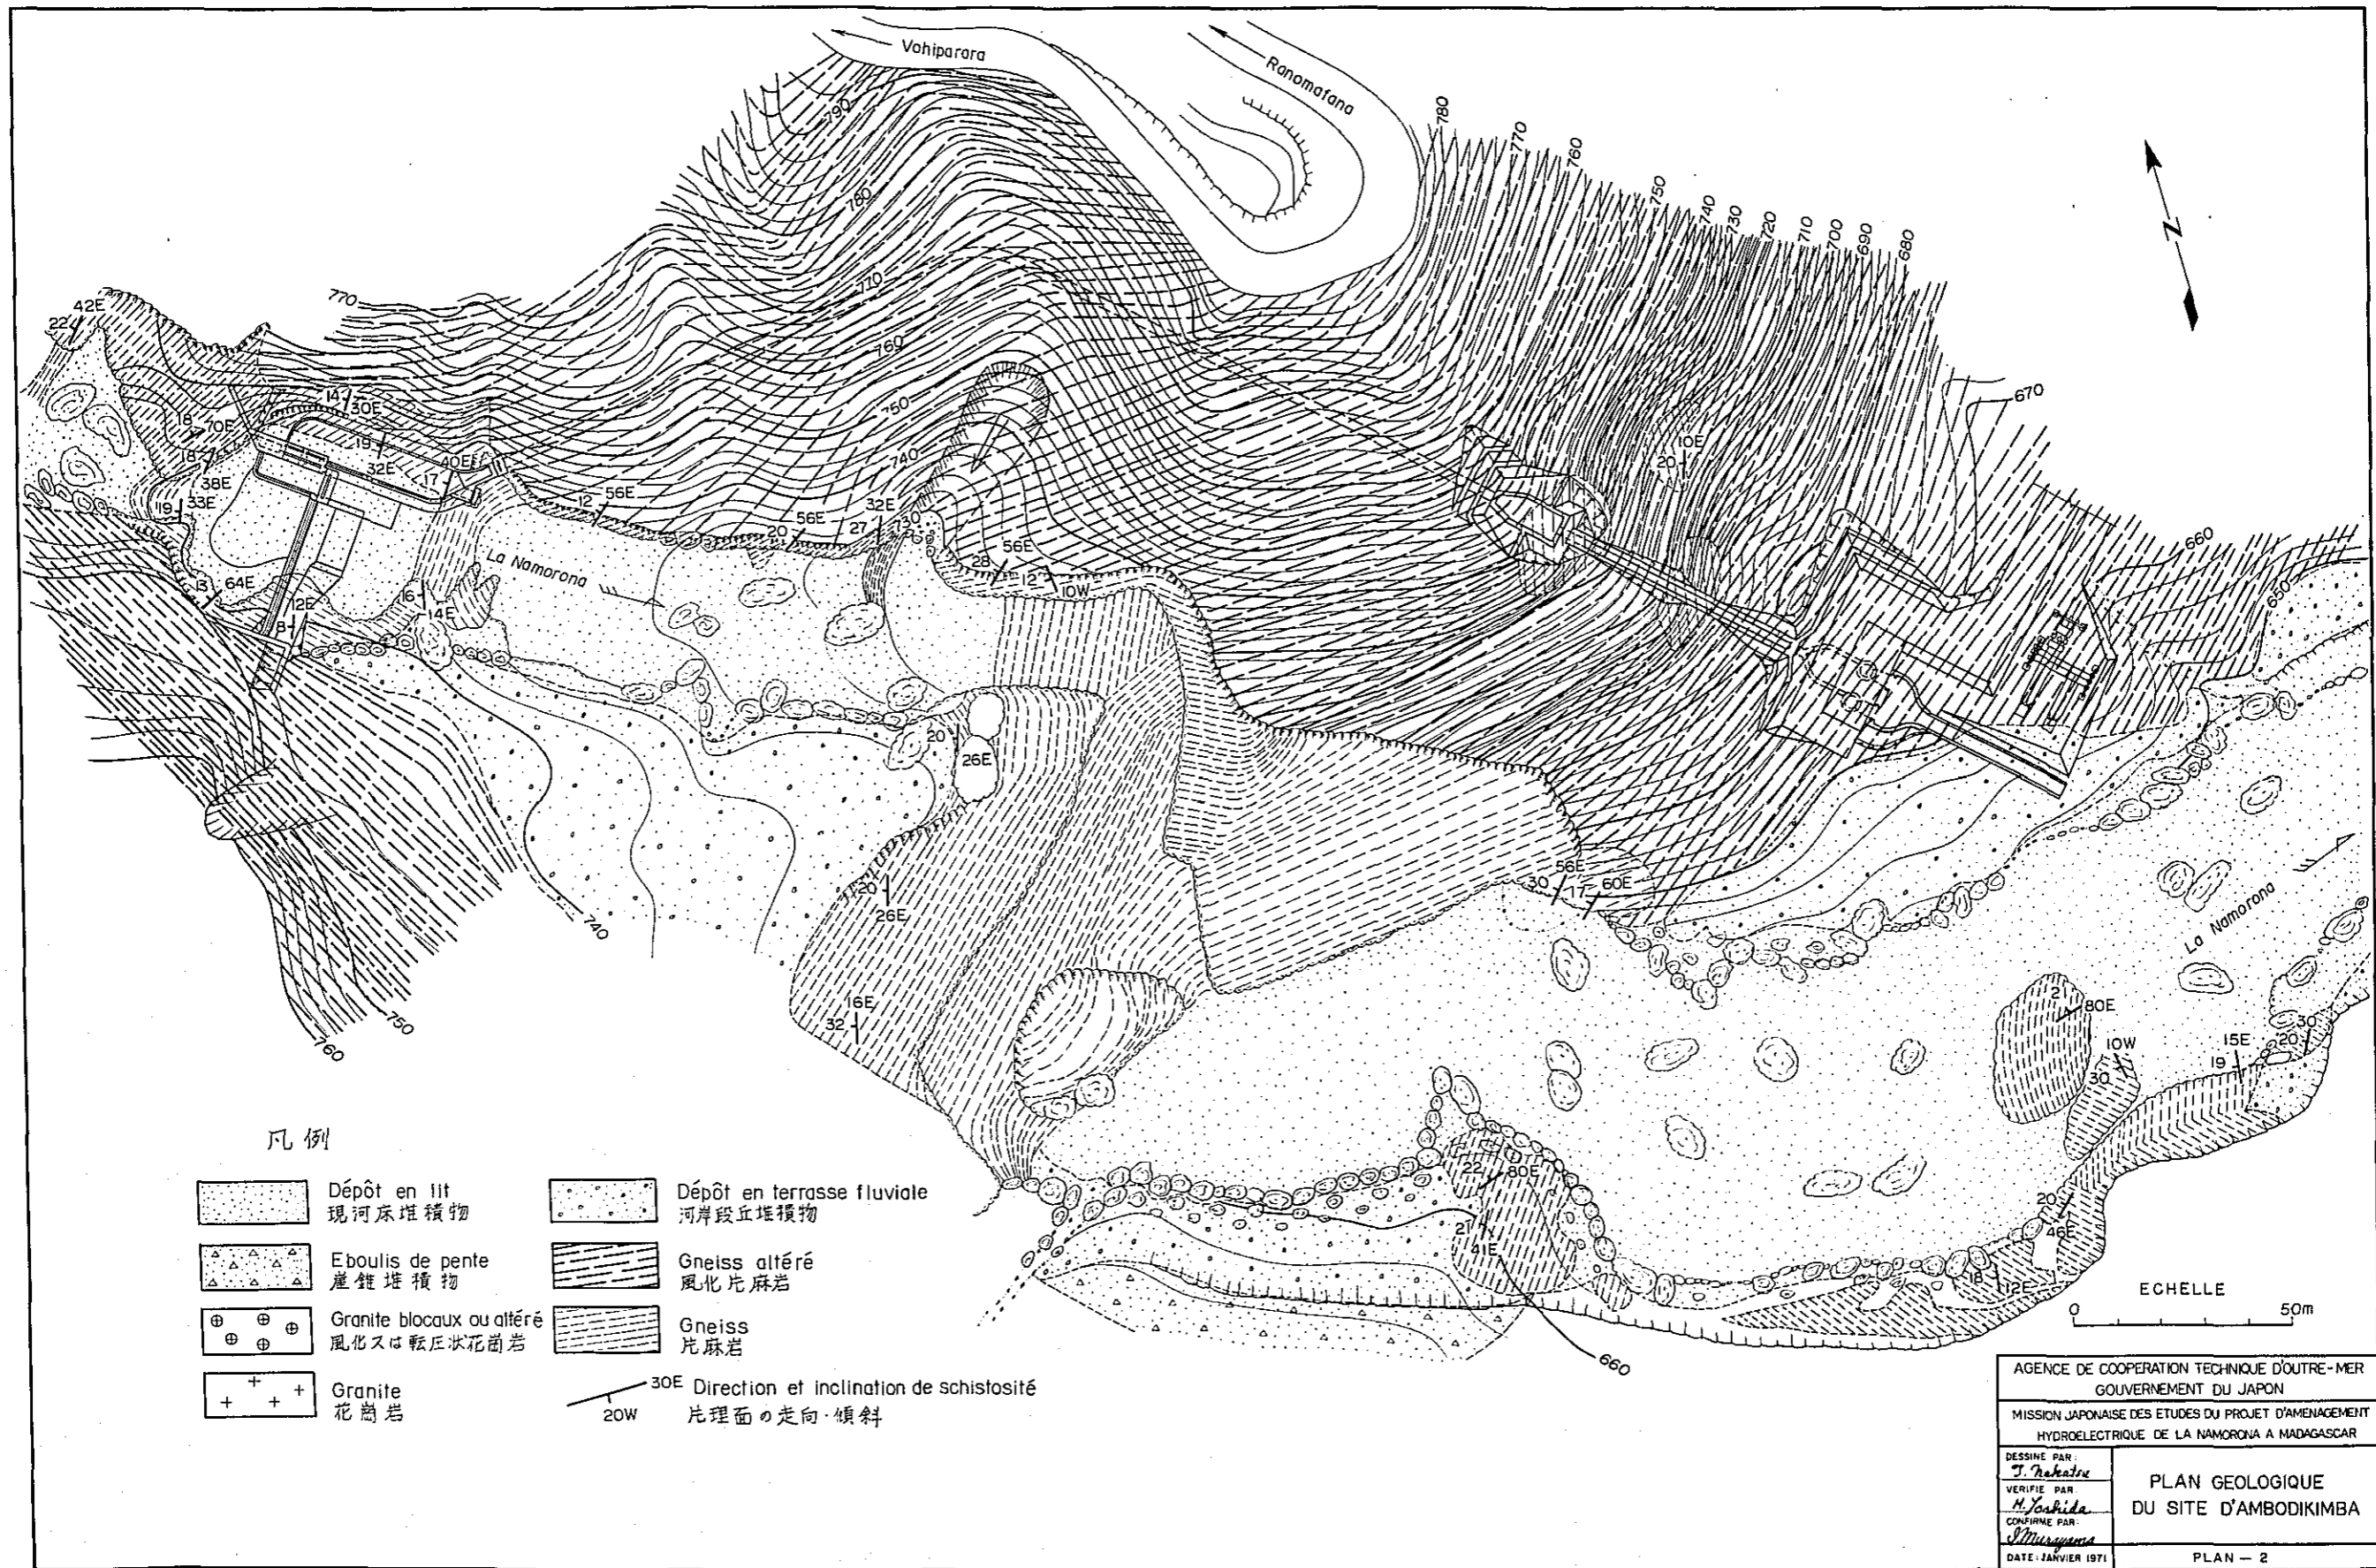 Vohiparara
Ranomafana
N
790
780
770
760
750
740
730
780
770
760
750
740
730
720
710
700
690
680
670
660
650
770
42E
22
14
30E
18
70E
18
38E
19
33E
19
32E
40E
17
12
56E
20
56E
27
32E
28
56E
12
10W
10E
20
La Namorona
13
64E
12E
8
16
14E
20
26E
20
26E
16E
32
740
750
760
56E
30
17
60E
La Namorona
21
80E
10W
30
15E
19
30
20
22
80E
21
41E
20
46E
18
12E
660
凡例
Dépôt en lit
現河床堆積物
Dépôt en terrasse fluviale
河岸段丘堆積物
Eboulis de pente
崖錐堆積物
Gneiss altéré
風化片麻岩
Granite blocaux ou altéré
風化又は転圧状花崗岩
Gneiss
片麻岩
Granite
花崗岩
30E
20W
Direction et inclination de schistosité
片理面の走向・傾斜
ECHELLE
0 50m
AGENCE DE COOPERATION TECHNIQUE D'OUTRE-MER
GOUVERNEMENT DU JAPON
MISSION JAPONAISE DES ETUDES DU PROJET D'AMENAGEMENT
HYDROELECTRIQUE DE LA NAMORONA A MADAGASCAR
DESSINE PAR:
T. Nakatsu
VERIFIE PAR:
H. Yoshida
CONFIRME PAR:
I Murayama
DATE: JANVIER 1971
PLAN GEOLOGIQUE
DU SITE D'AMBODIKIMBA
PLAN — 2